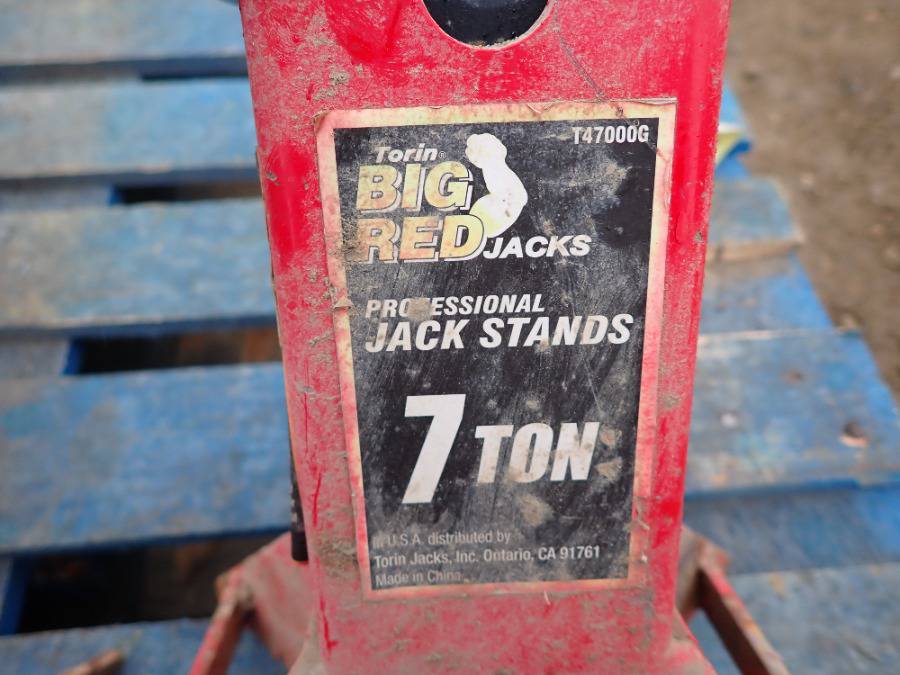 T47000G
Torin®
BIG
RED JACKS
PROFESSIONAL
JACK STANDS
7 TON
In U.S.A. distributed by
Torin Jacks, Inc. Ontario, CA 91761
Made in China